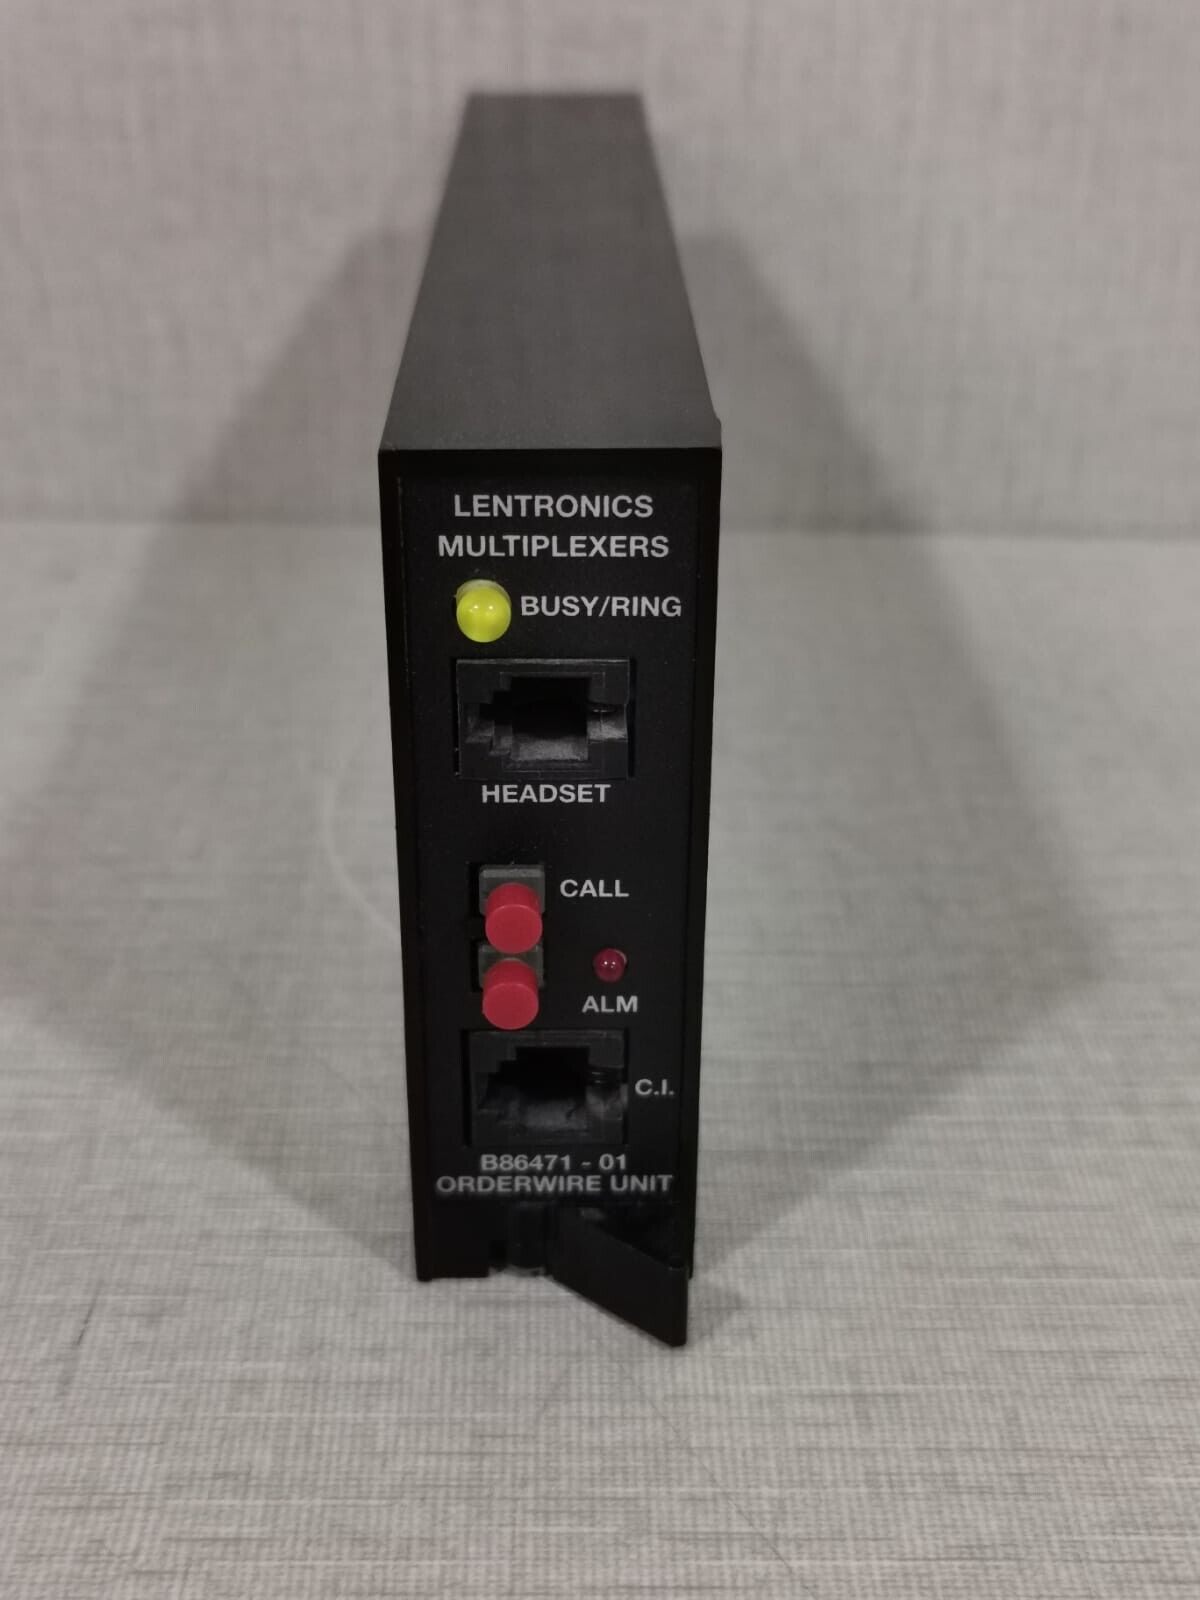 LENTRONICS
MULTIPLEXERS
BUSY/RING
HEADSET
CALL
ALM
C.I.
B86471 - 01
ORDERWIRE UNIT